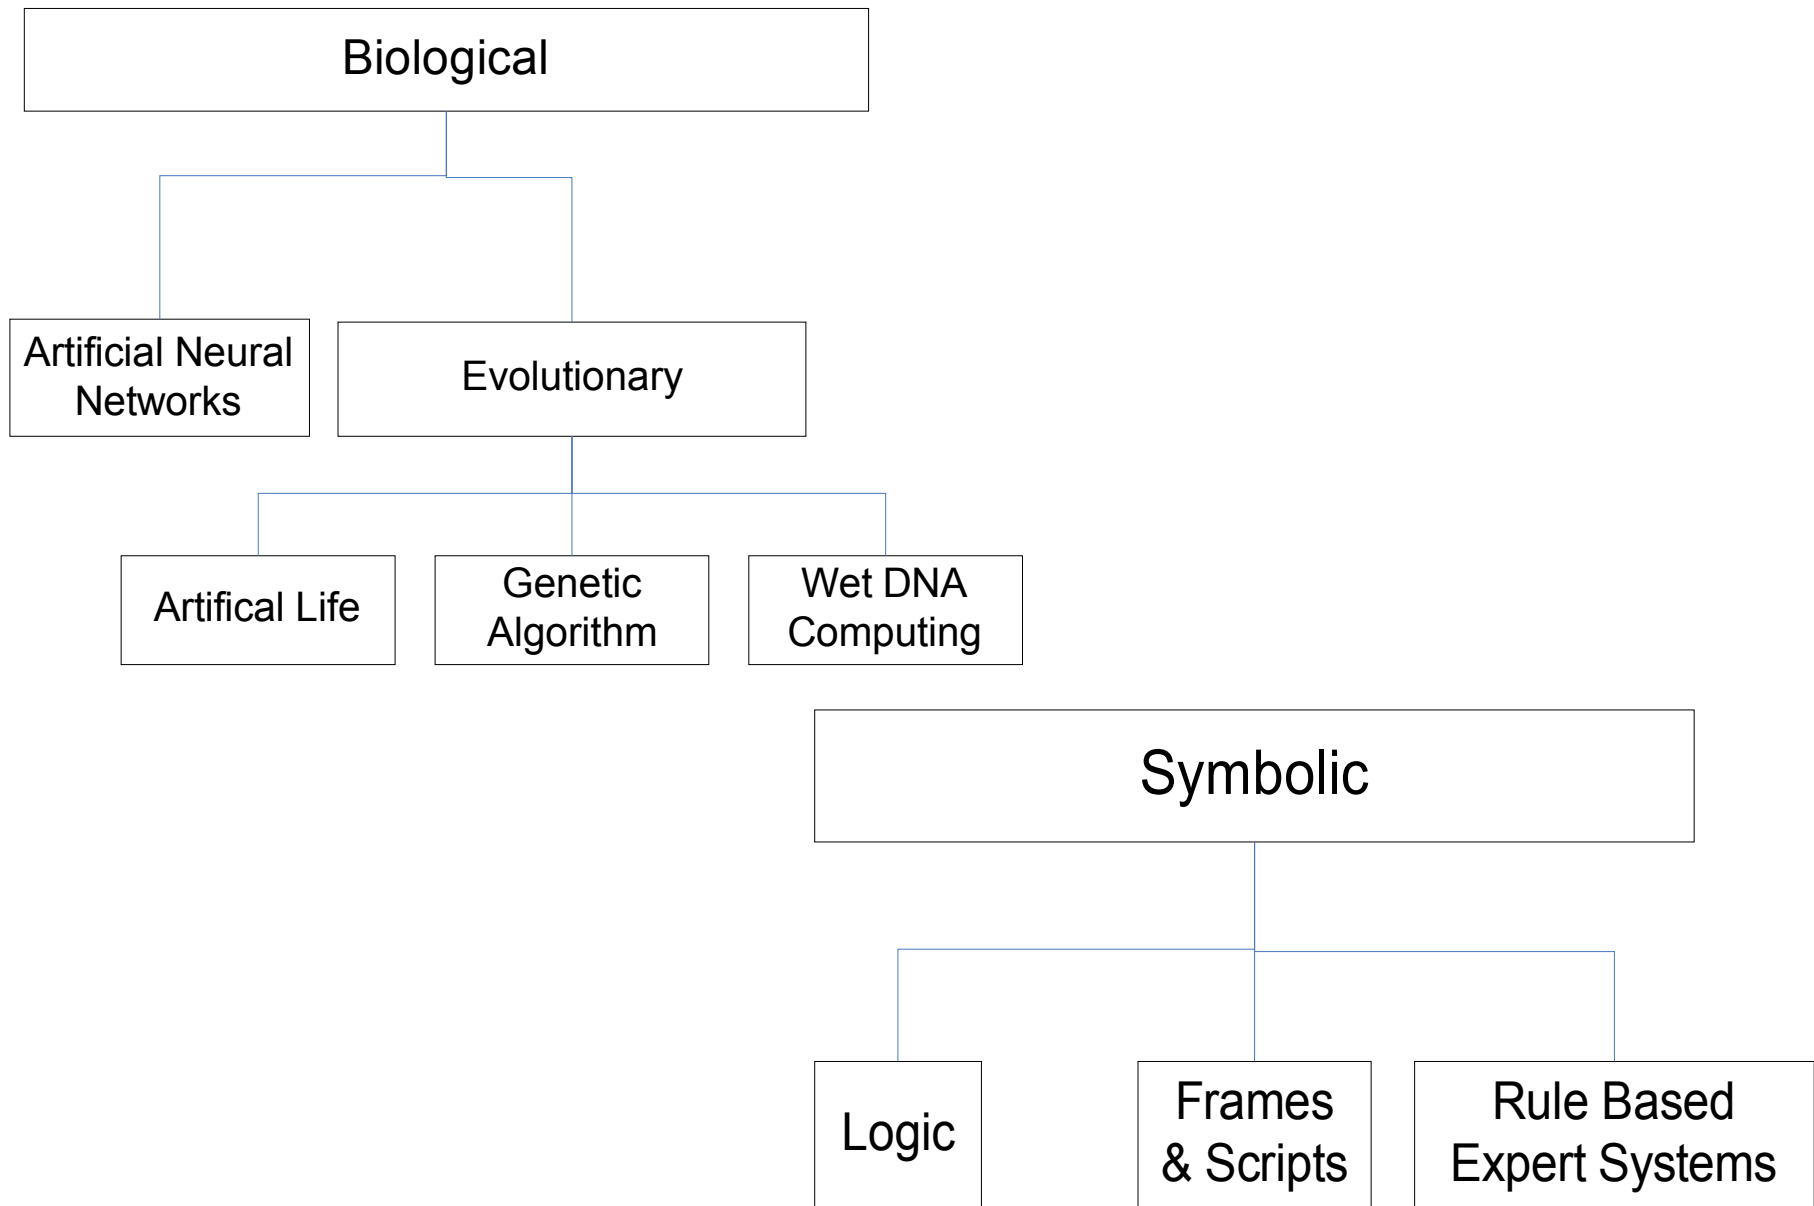 Biological
Artificial Neural
Networks
Evolutionary
Artifical Life
Genetic
Algorithm
Wet DNA
Computing
Symbolic
Logic
Frames
& Scripts
Rule Based
Expert Systems